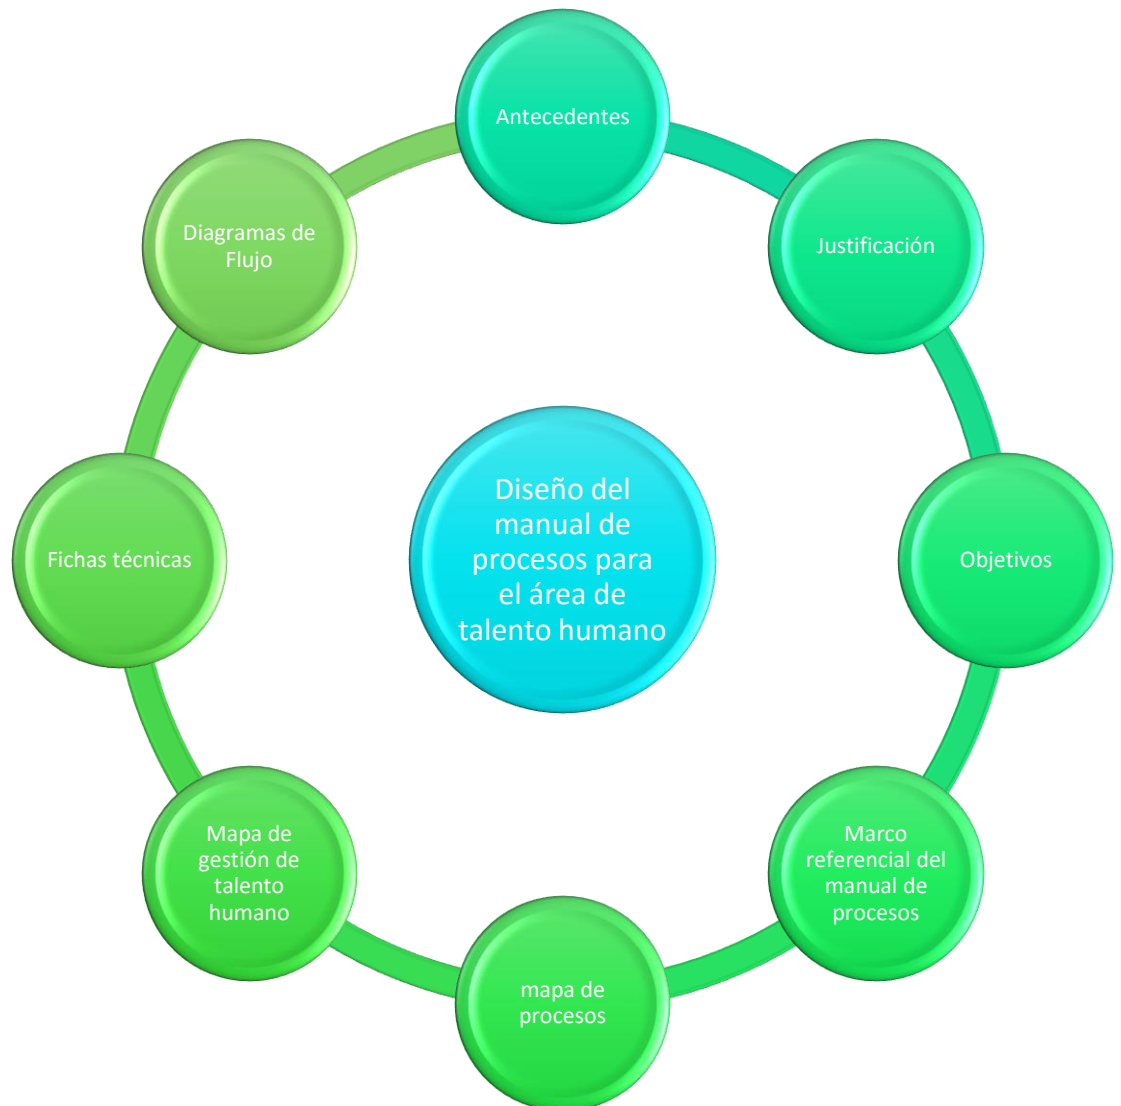 Antecedentes
Justificación
Objetivos
Marco
referencial del
manual de
procesos
mapa de
procesos
Mapa de
gestión de
talento
humano
Fichas técnicas
Diagramas de
Flujo
Diseño del
manual de
procesos para
el área de
talento humano